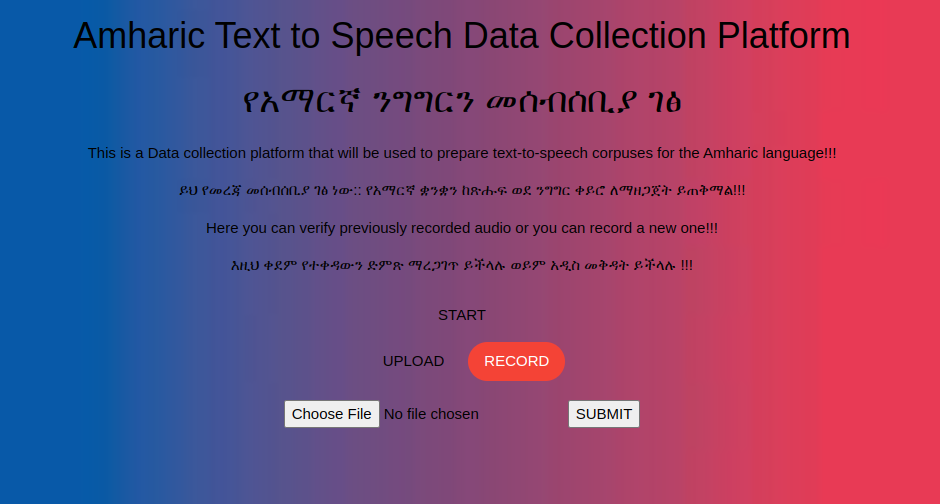 Amharic Text to Speech Data Collection Platform
የአማርኛ ንግግርን መሰብሰቢያ ገፅ
This is a Data collection platform that will be used to prepare text-to-speech corpuses for the Amharic language!!!
ይህ የመረጃ መሰብሰቢያ ገፅ ነው:: የአማርኛ ቋንቋን ከጽሑፍ ወደ ንግግር ቀይሮ ለማዘጋጀት ይጠቅማል!!!
Here you can verify previously recorded audio or you can record a new one!!!
እዚህ ቀደም የተቀዳውን ድምጽ ማረጋገጥ ይችላሉ ወይም አዲስ መቅዳት ይችላሉ !!!
START
UPLOAD RECORD
Choose File No file chosen SUBMIT